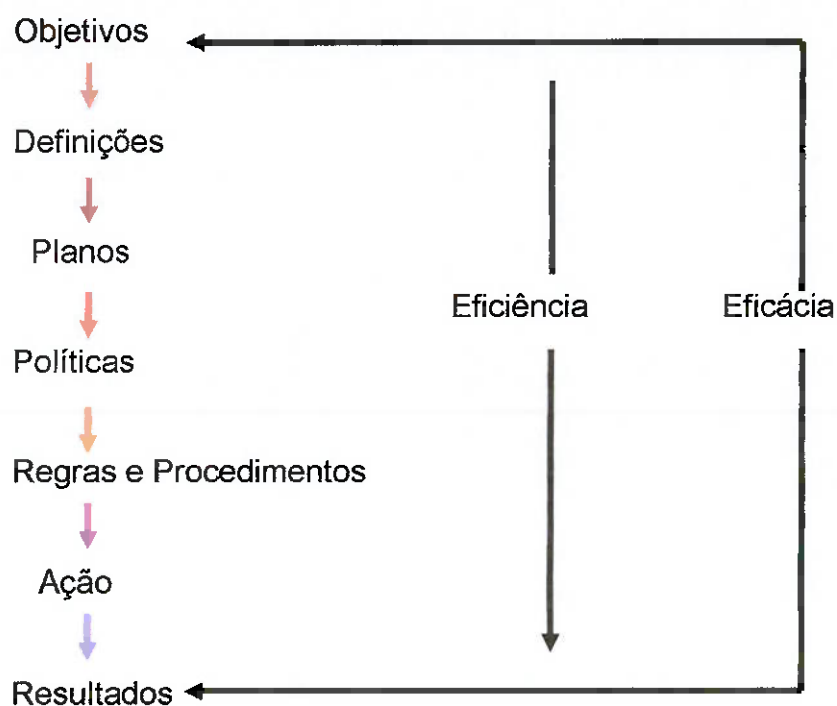 Objetivos
Definições
Planos
Eficiência
Eficácia
Políticas
Regras e Procedimentos
Ação
Resultados